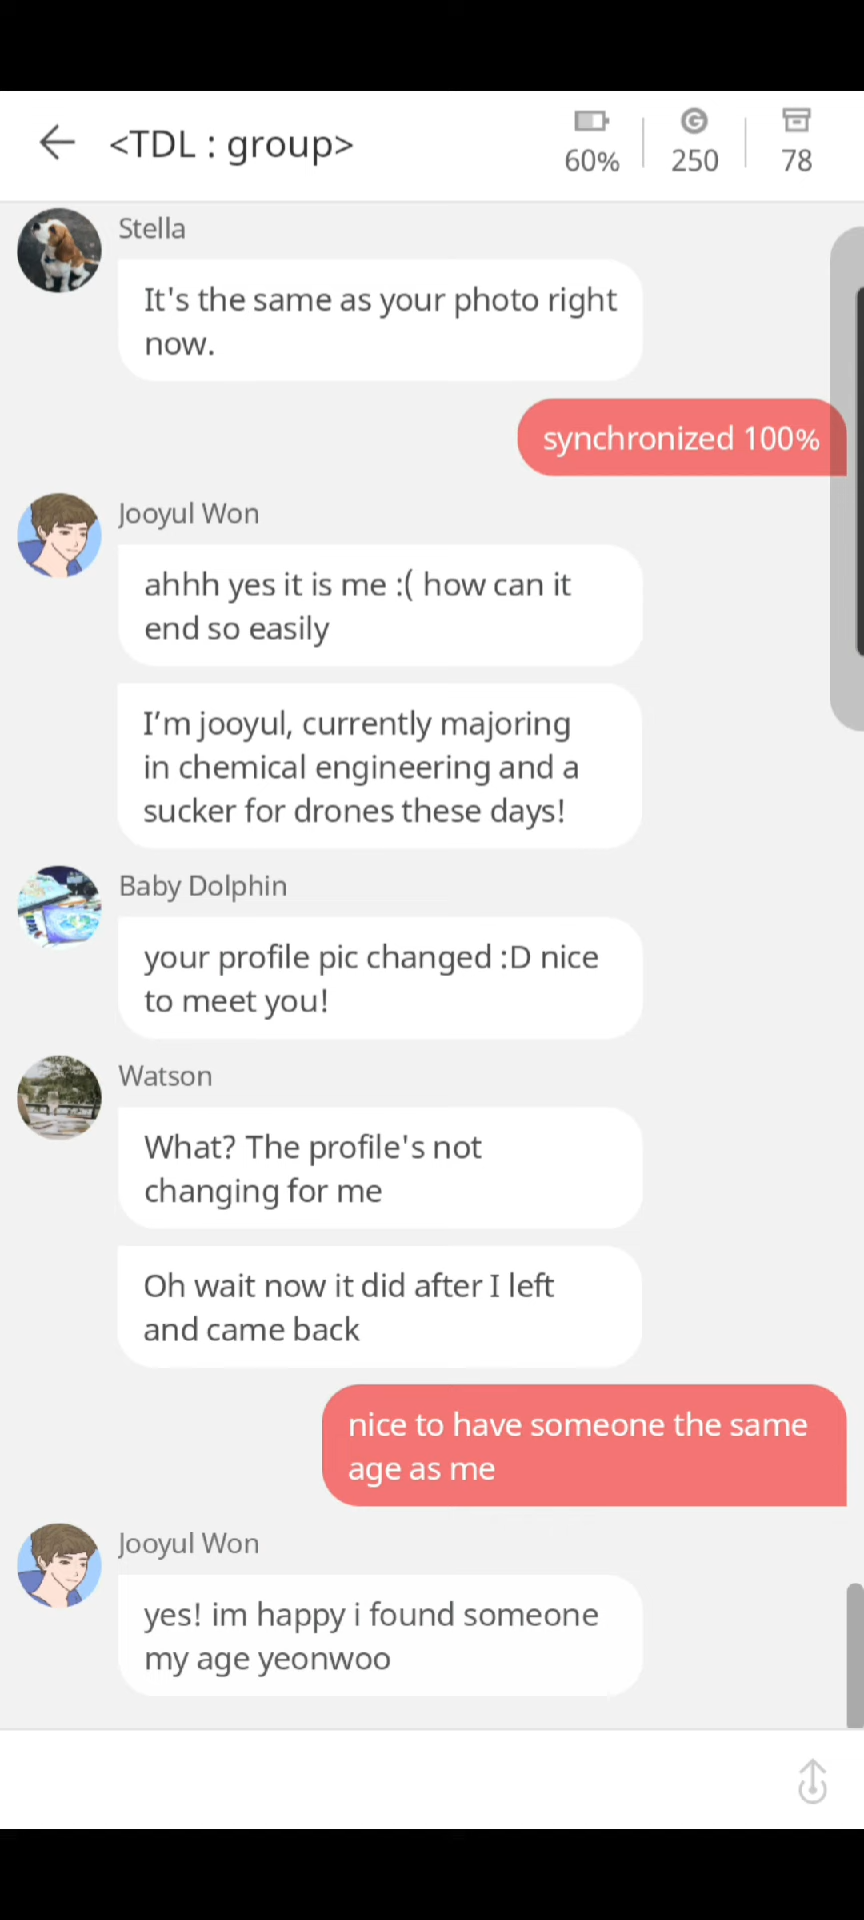 <TDL : group>
60%
250
78
Stella
It's the same as your photo right
now.
synchronized 100%
Jooyul Won
ahhh yes it is me :( how can it
end so easily
I'm jooyul, currently majoring
in chemical engineering and a
sucker for drones these days!
Baby Dolphin
your profile pic changed :D nice
to meet you!
Watson
What? The profile's not
changing for me
Oh wait now it did after I left
and came back
nice to have someone the same
age as me
Jooyul Won
yes! im happy i found someone
my age yeonwoo